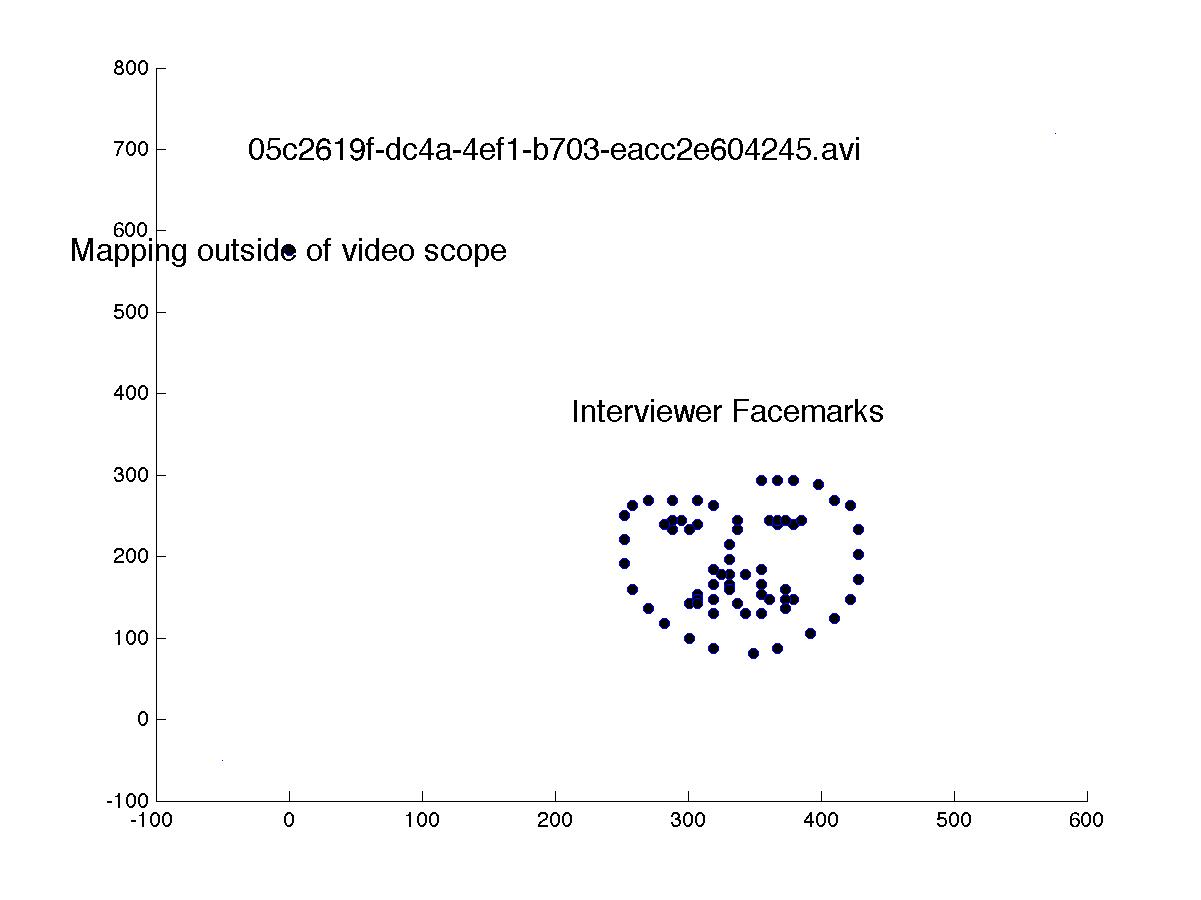 800
05c2619f-dc4a-4ef1-b703-eacc2e604245.avi
700
600
Mapping outside of video scope
500
400
Interviewer Facemarks
300
200
100
0
-100
-100 0 100 200 300 400 500 600